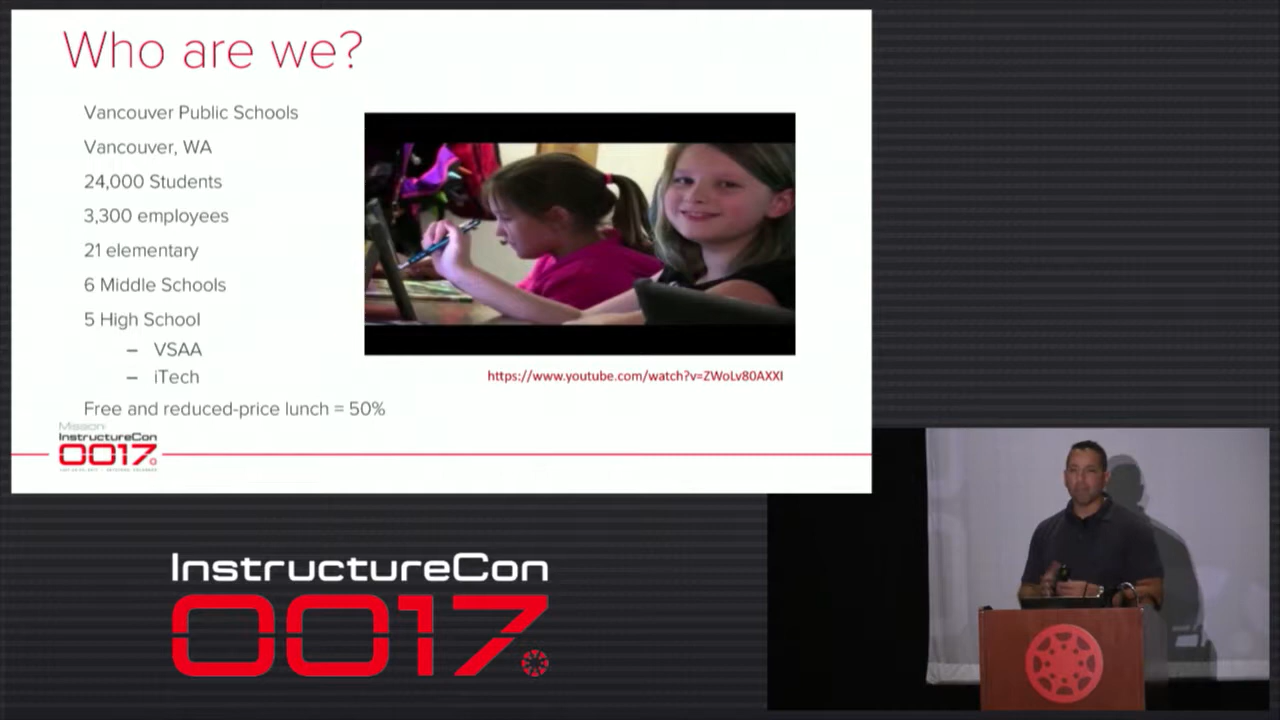 Who are we?
Vancouver Public Schools
Vancouver, WA
24,000 Students
3,300 employees
21 elementary
6 Middle Schools
5 High School
– VSAA
– iTech
Free and reduced-price lunch = 50%
https://www.youtube.com/watch?v=ZWoLv80AXXI
Mission:
InstructureCon
0017
InstructureCon
0017